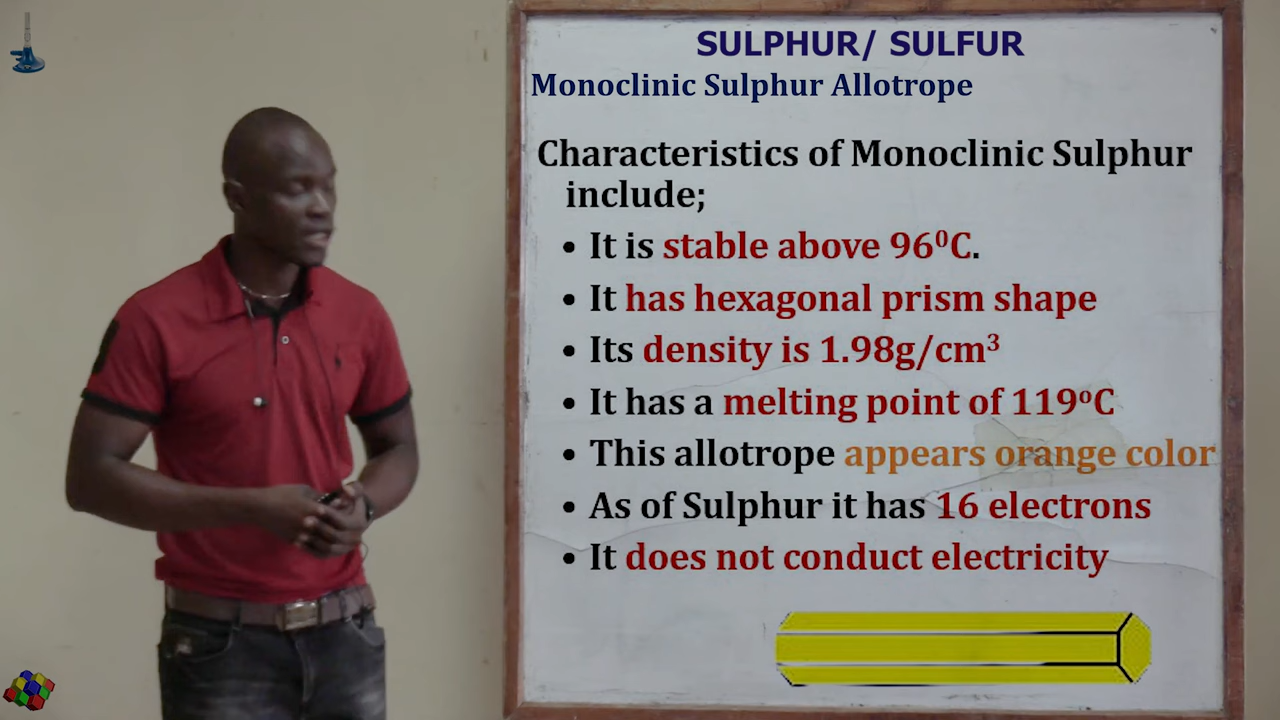 SULPHUR/ SULFUR
Monoclinic Sulphur Allotrope
Characteristics of Monoclinic Sulphur
include;
• It is stable above 96⁰C.
• It has hexagonal prism shape
• Its density is 1.98g/cm³
• It has a melting point of 119ᵒC
• This allotrope appears orange color
• As of Sulphur it has 16 electrons
• It does not conduct electricity